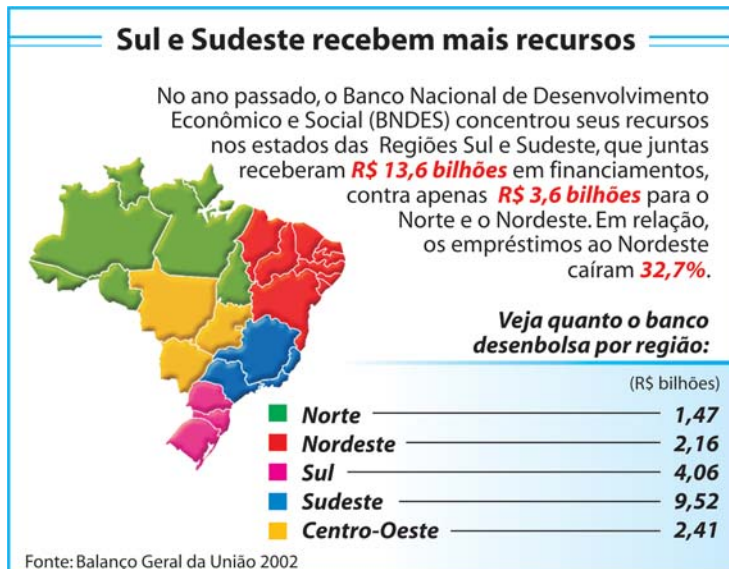 Sul e Sudeste recebem mais recursos
No ano passado, o Banco Nacional de Desenvolvimento
Econômico e Social (BNDES) concentrou seus recursos
nos estados das Regiões Sul e Sudeste, que juntas
receberam R$ 13,6 bilhões em financiamentos,
contra apenas R$ 3,6 bilhões para o
Norte e o Nordeste. Em relação,
os empréstimos ao Nordeste
caíram 32,7%.
Veja quanto o banco
desenbolsa por região:
(R$ bilhões)
Norte 1,47
Nordeste 2,16
Sul 4,06
Sudeste 9,52
Centro-Oeste 2,41
Fonte: Balanço Geral da União 2002